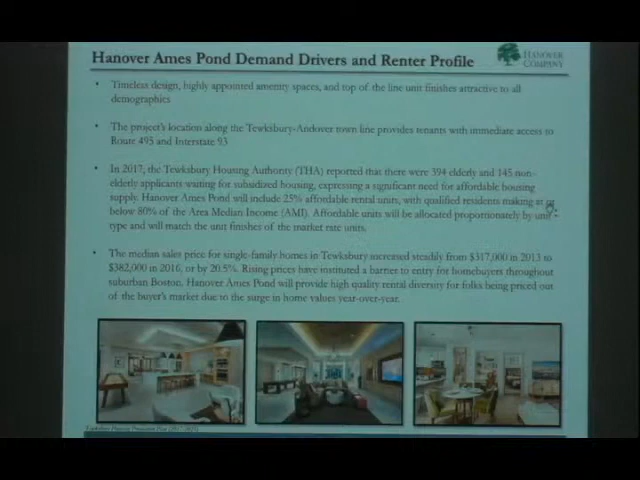 Hanover Ames Pond Demand Drivers and Renter Profile
HANOVER
COMPANY
• Timeless design, highly appointed amenity spaces, and top of the line unit finishes attractive to all
demographics
• The project's location along the Tewksbury-Andover town line provides tenants with immediate access to
Route 495 and Interstate 93
• In 2017, the Tewksbury Housing Authority (THA) reported that there were 394 elderly and 145 non-
elderly applicants waiting for subsidized housing, expressing a significant need for affordable housing
supply. Hanover Ames Pond will include 25% affordable rental units, with qualified residents making at or
below 80% of the Area Median Income (AMI). Affordable units will be allocated proportionately by unit
type and will match the unit finishes of the market rate units.
• The median sales price for single-family homes in Tewksbury increased steadily from $317,000 in 2013 to
$382,000 in 2016, or by 20.5%. Rising prices have instituted a barrier to entry for homebuyers throughout
suburban Boston. Hanover Ames Pond will provide high quality rental diversity for folks being priced out
of the buyer's market due to the surge in home values year-over-year.
Tewksbury Housing Production Plan